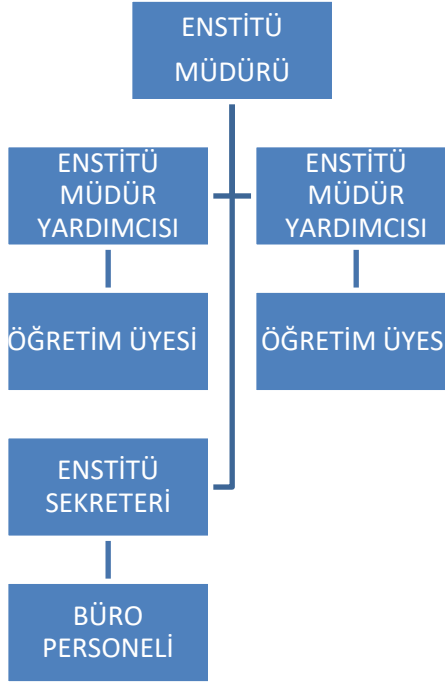 ENSTİTÜ
MÜDÜRÜ
ENSTİTÜ
MÜDÜR
YARDIMCISI
ENSTİTÜ
MÜDÜR
YARDIMCISI
ÖĞRETİM ÜYESİ
ÖĞRETİM ÜYES
ENSTİTÜ
SEKRETERİ
BÜRO
PERSONELİ